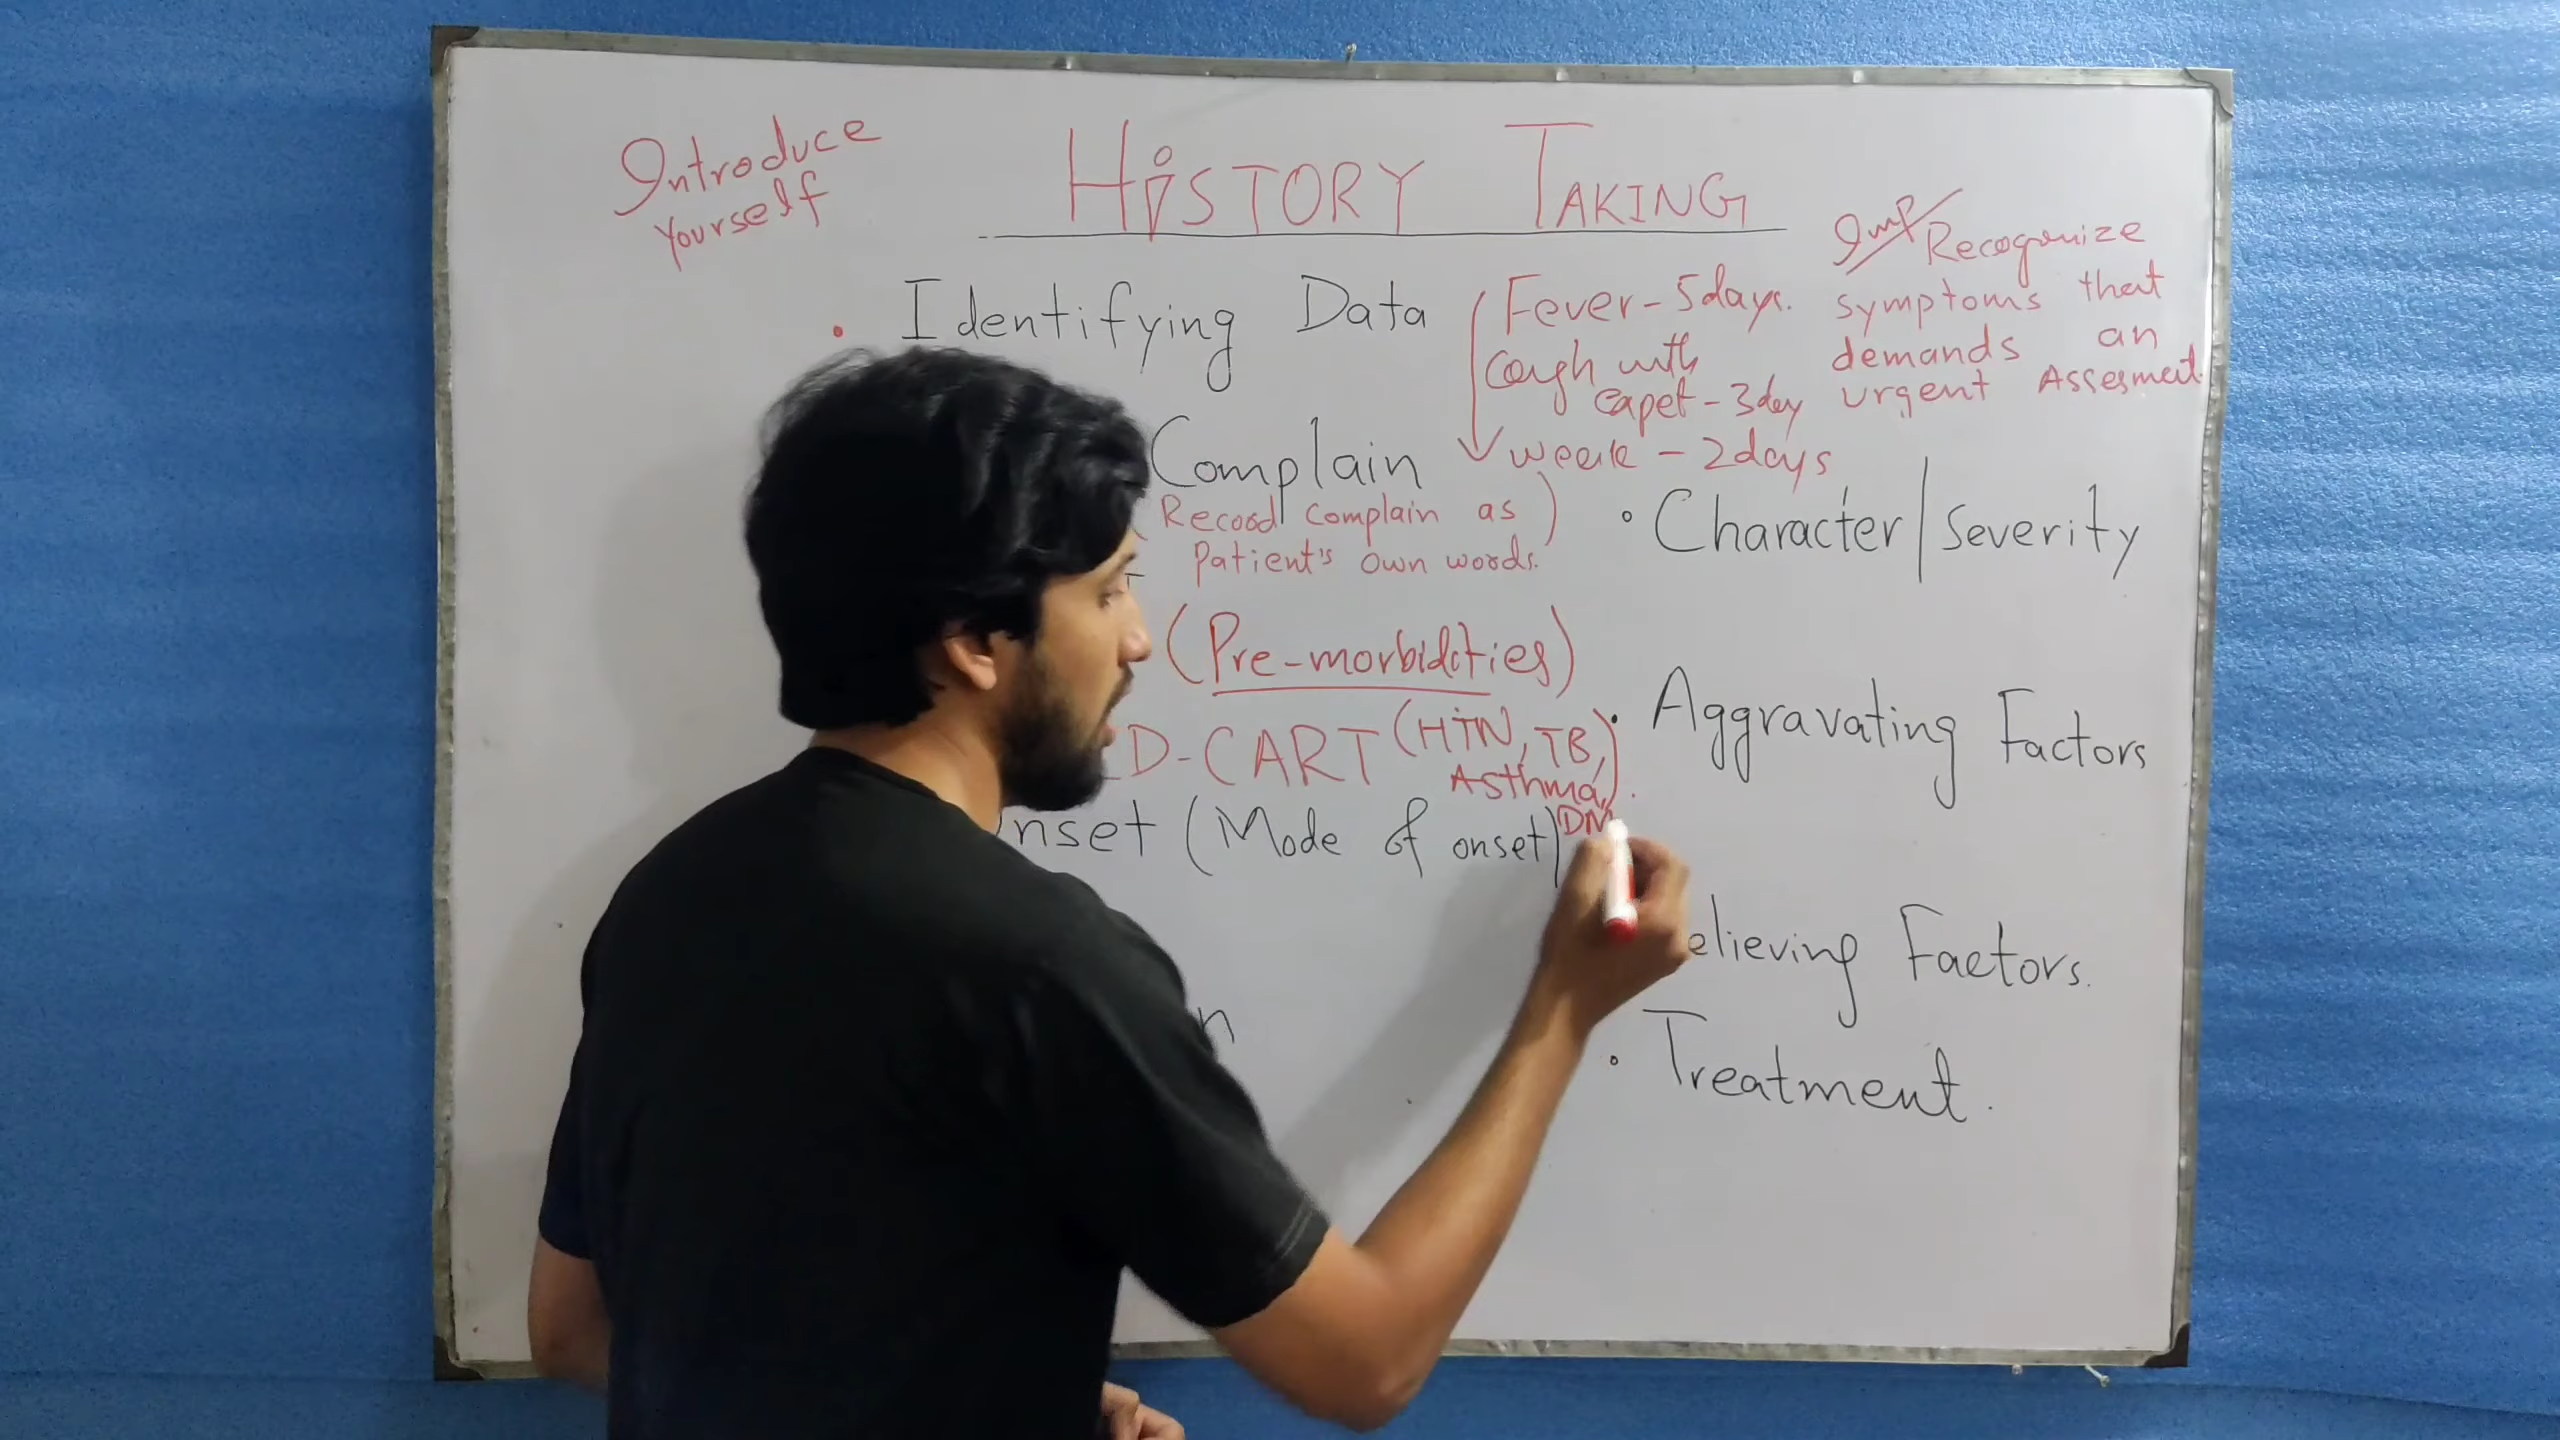 Introduce
Yourself
HiSTORY TAKING
Imp Recogonize
symptoms that
demands an
urgent Assesment.
• Identifying Data
Fever - 5days.
Cough with
Expet - 3day
weak - 2days
Complain
(Record Complain as
Patient's Own words.)
(Pre-morbidities)
D-CART (HTN, TB,
Asthma,
DM
nset (Mode of onset)
n
• Character/Severity
• Aggravating Factors
elieving Factors.
• Treatment.